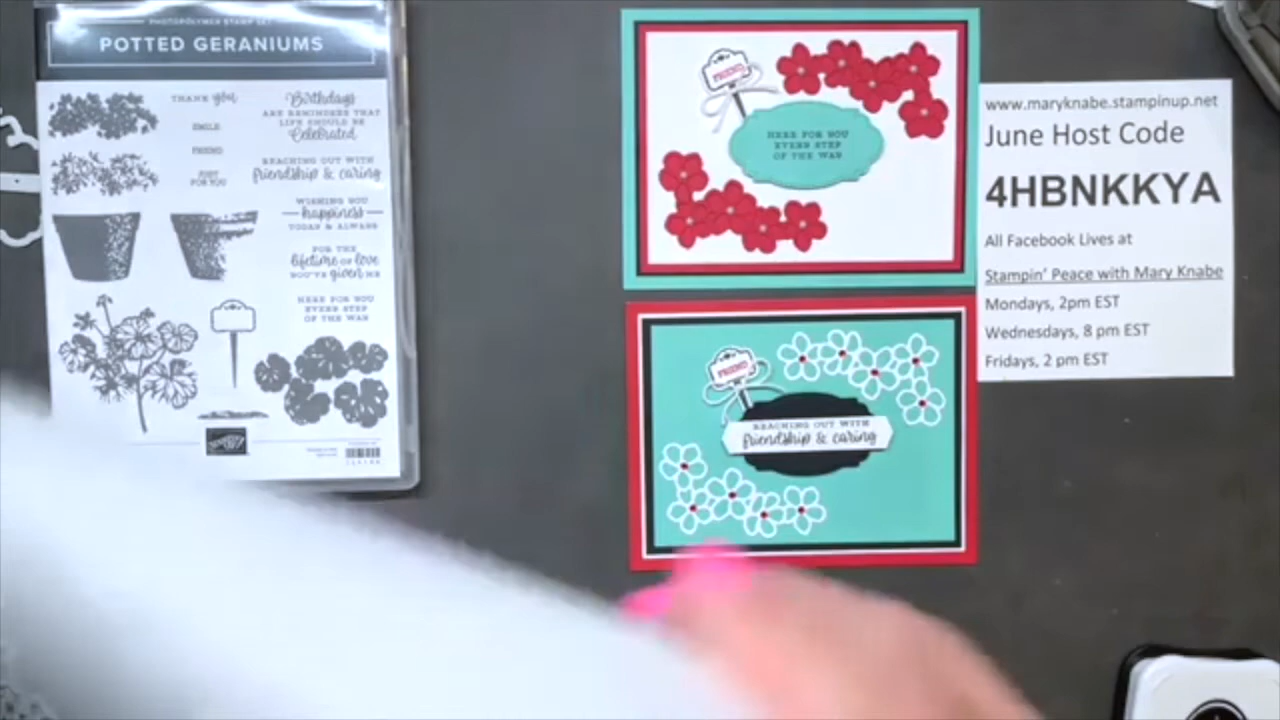 PHOTOPOLYMER STAMP SET
POTTED GERANIUMS
THANK you
SMILE
FRIEND
JUST
FOR YOU
Birthdays
ARE REMINDERS THAT
LIFE SHOULD BE
Celebrated
REACHING OUT WITH
friendship & caring
WISHING YOU
happiness
TODAY & ALWAYS
FOR THE
lifetime of love
YOU'VE given ME
HERE FOR YOU
EVERY STEP
OF THE WAY
FRIEND
HERE FOR YOU
EVERY STEP
OF THE WAY
FRIEND
REACHING OUT WITH
friendship & caring
www.maryknabe.stampinup.net
June Host Code
4HBNKKYA
All Facebook Lives at
Stampin' Peace with Mary Knabe
Mondays, 2pm EST
Wednesdays, 8 pm EST
Fridays, 2 pm EST